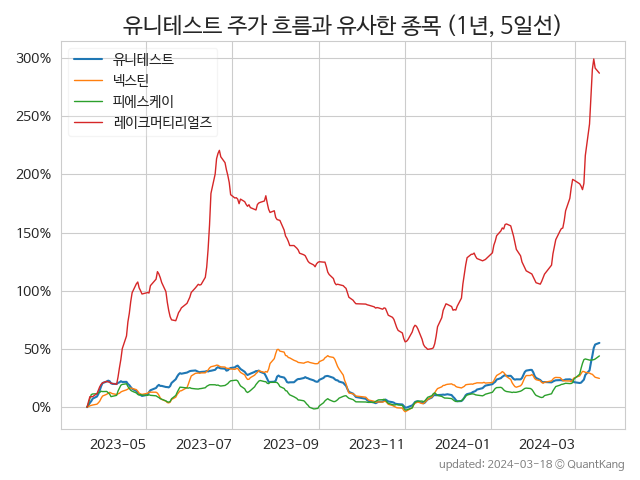 유니테스트 주가 흐름과 유사한 종목 (1년, 5일선)
유니테스트
넥스틴
피에스케이
레이크머티리얼즈
300%
250%
200%
150%
100%
50%
0%
2023-05 2023-07 2023-09 2023-11 2024-01 2024-03
updated: 2024-03-18 © QuantKang